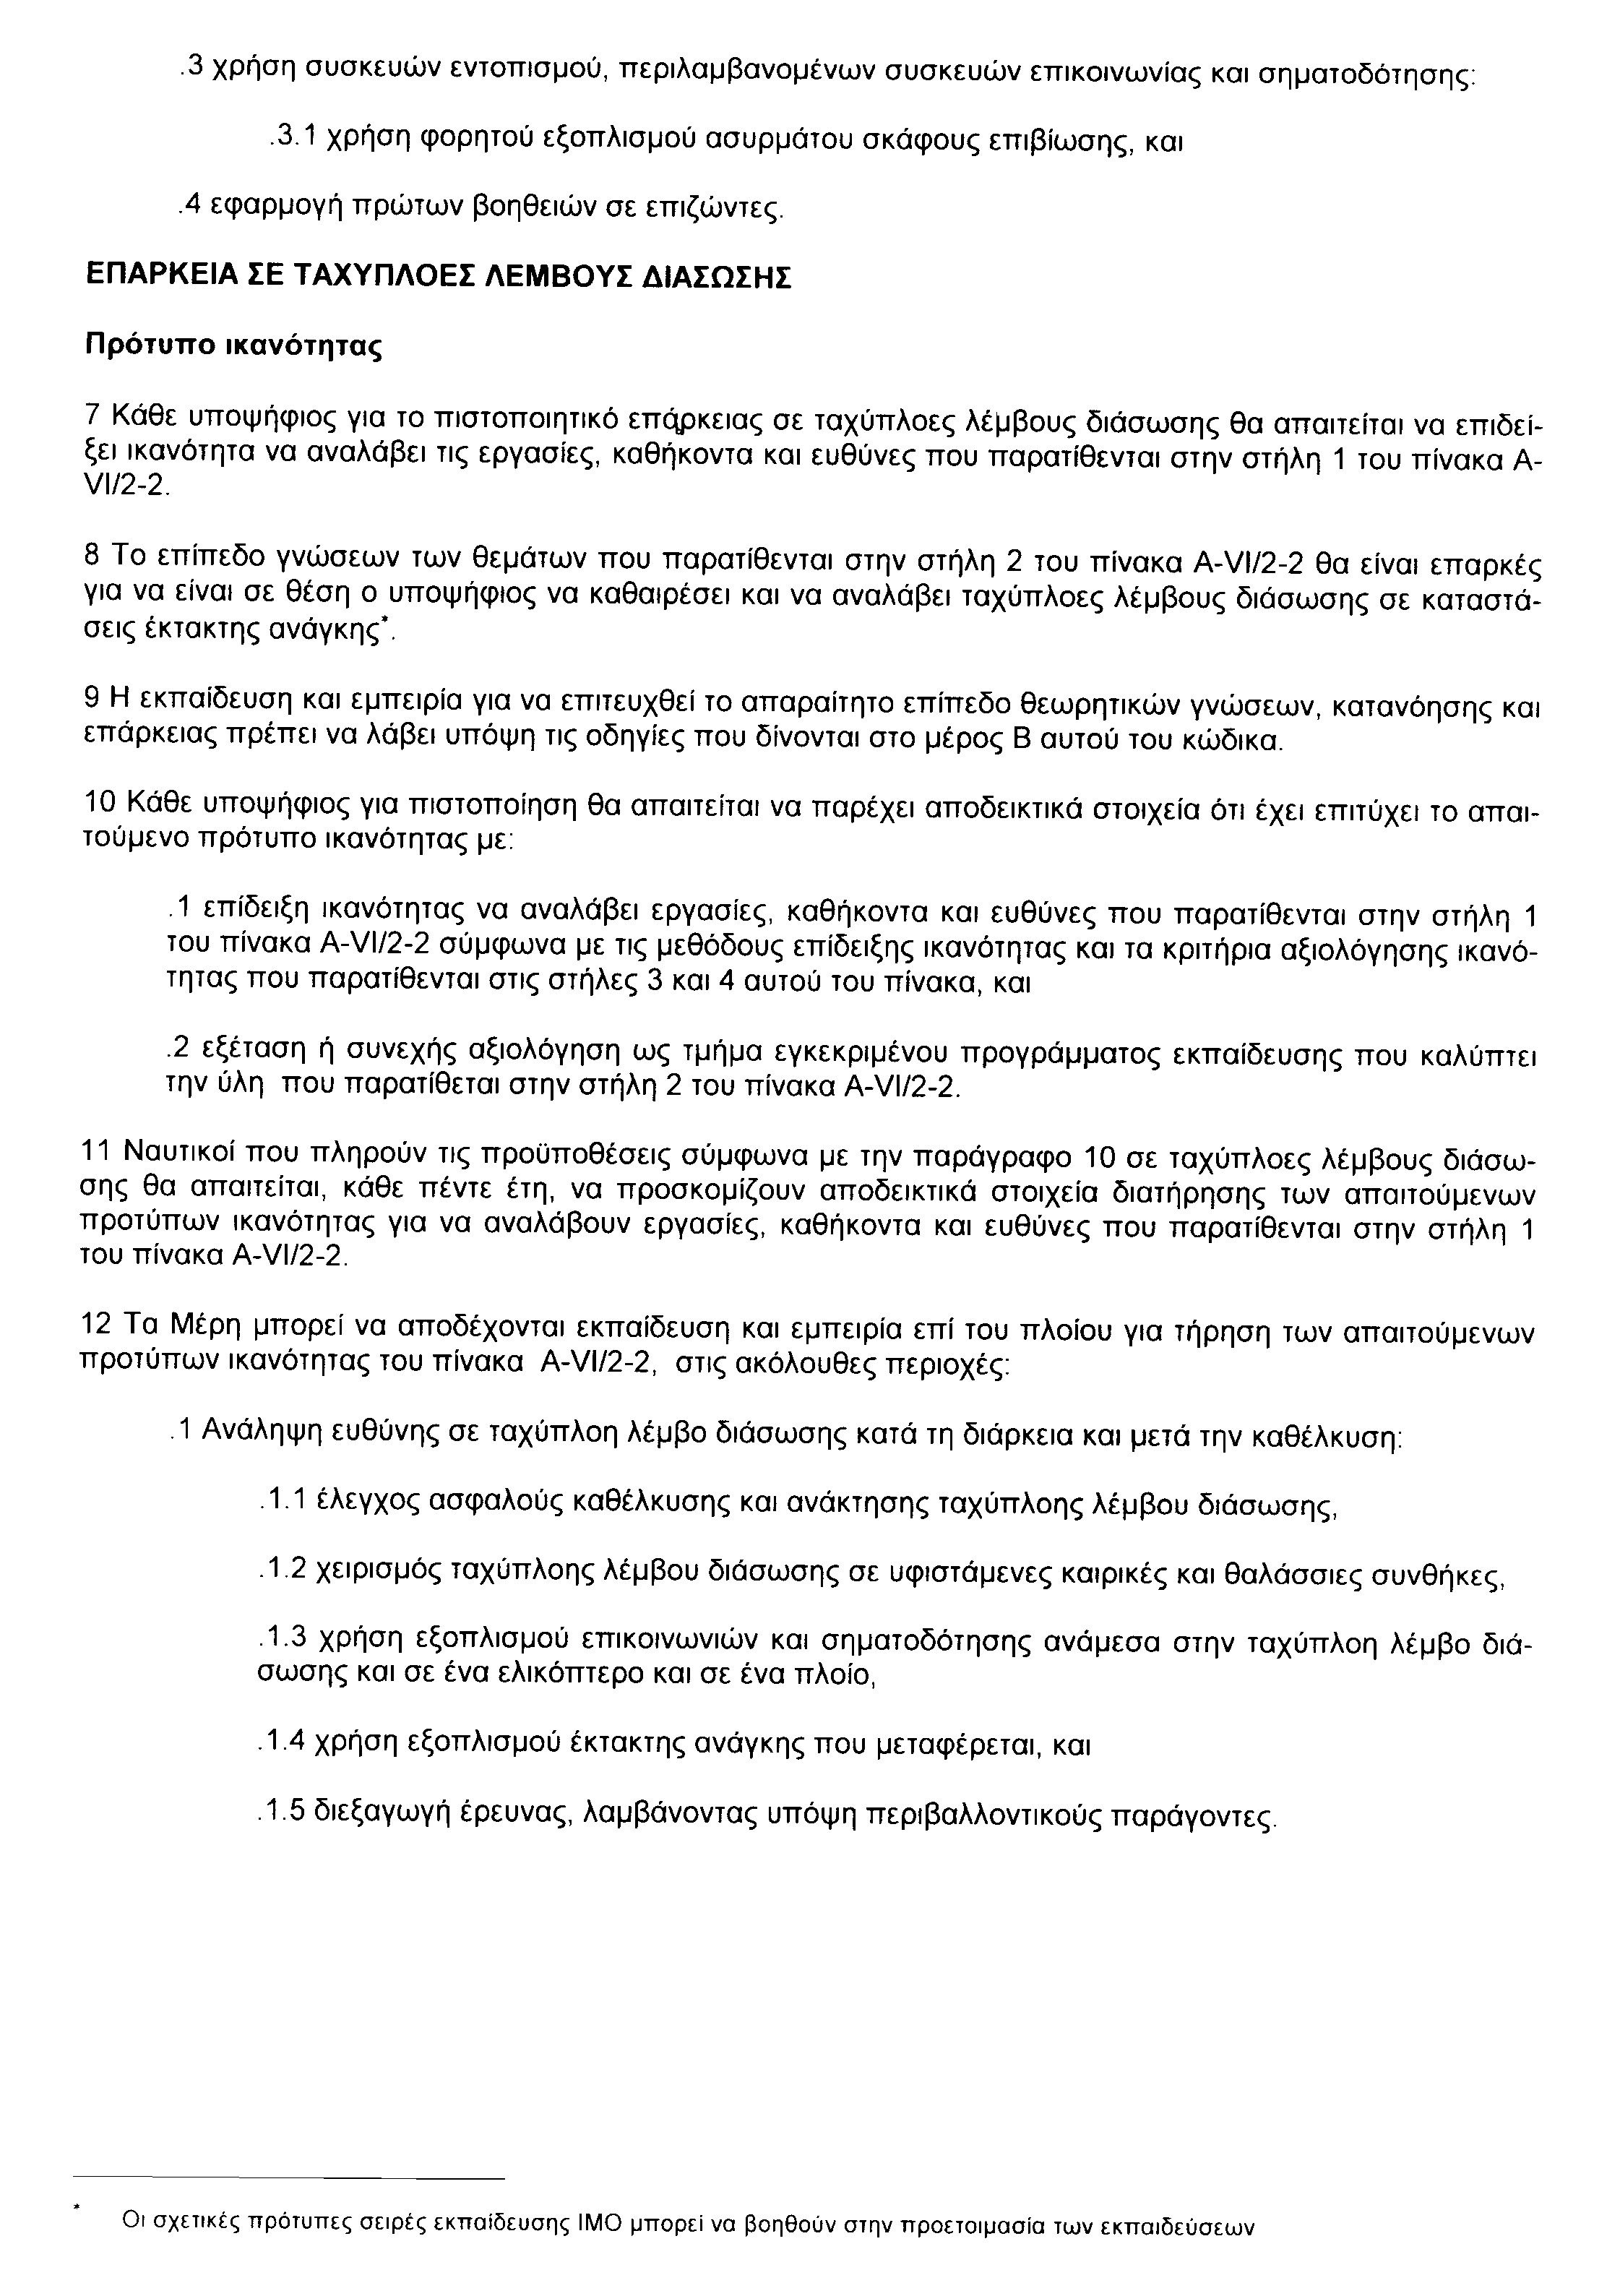 .3 χρήση συσκευών εντοπισμού, περιλαμβανομένων συσκευών επικοινωνίας και σηματοδότησης:
.3.1 χρήση φορητού εξοπλισμού ασυρμάτου σκάφους επιβίωσης, και
.4 εφαρμογή πρώτων βοηθειών σε επιζώντες.
ΕΠΑΡΚΕΙΑ ΣΕ ΤΑΧΥΠΛΟΕΣ ΛΕΜΒΟΥΣ ΔΙΑΣΩΣΗΣ
Πρότυπο ικανότητας
7 Κάθε υποψήφιος για το πιστοποιητικό επάρκειας σε ταχύπλοες λέμβους διάσωσης θα απαιτείται να επιδεί-
ξει ικανότητα να αναλάβει τις εργασίες, καθήκοντα και ευθύνες που παρατίθενται στην στήλη 1 του πίνακα Α-
VI/2-2.
8 Το επίπεδο γνώσεων των θεμάτων που παρατίθενται στην στήλη 2 του πίνακα Α-VI/2-2 θα είναι επαρκές
για να είναι σε θέση ο υποψήφιος να καθαιρέσει και να αναλάβει ταχύπλοες λέμβους διάσωσης σε καταστά-
σεις έκτακτης ανάγκης*.
9 Η εκπαίδευση και εμπειρία για να επιτευχθεί το απαραίτητο επίπεδο θεωρητικών γνώσεων, κατανόησης και
επάρκειας πρέπει να λάβει υπόψη τις οδηγίες που δίνονται στο μέρος Β αυτού του κώδικα.
10 Κάθε υποψήφιος για πιστοποίηση θα απαιτείται να παρέχει αποδεικτικά στοιχεία ότι έχει επιτύχει το απαι-
τούμενο πρότυπο ικανότητας με:
.1 επίδειξη ικανότητας να αναλάβει εργασίες, καθήκοντα και ευθύνες που παρατίθενται στην στήλη 1
του πίνακα Α-VI/2-2 σύμφωνα με τις μεθόδους επίδειξης ικανότητας και τα κριτήρια αξιολόγησης ικανό-
τητας που παρατίθενται στις στήλες 3 και 4 αυτού του πίνακα, και
.2 εξέταση ή συνεχής αξιολόγηση ως τμήμα εγκεκριμένου προγράμματος εκπαίδευσης που καλύπτει
την ύλη που παρατίθεται στην στήλη 2 του πίνακα Α-VI/2-2.
11 Ναυτικοί που πληρούν τις προϋποθέσεις σύμφωνα με την παράγραφο 10 σε ταχύπλοες λέμβους διάσω-
σης θα απαιτείται, κάθε πέντε έτη, να προσκομίζουν αποδεικτικά στοιχεία διατήρησης των απαιτούμενων
προτύπων ικανότητας για να αναλάβουν εργασίες, καθήκοντα και ευθύνες που παρατίθενται στην στήλη 1
του πίνακα Α-VI/2-2.
12 Τα Μέρη μπορεί να αποδέχονται εκπαίδευση και εμπειρία επί του πλοίου για τήρηση των απαιτούμενων
προτύπων ικανότητας του πίνακα Α-VI/2-2, στις ακόλουθες περιοχές:
.1 Ανάληψη ευθύνης σε ταχύπλοη λέμβο διάσωσης κατά τη διάρκεια και μετά την καθέλκυση:
.1.1 έλεγχος ασφαλούς καθέλκυσης και ανάκτησης ταχύπλοης λέμβου διάσωσης,
.1.2 χειρισμός ταχύπλοης λέμβου διάσωσης σε υφιστάμενες καιρικές και θαλάσσιες συνθήκες,
.1.3 χρήση εξοπλισμού επικοινωνιών και σηματοδότησης ανάμεσα στην ταχύπλοη λέμβο διά-
σωσης και σε ένα ελικόπτερο και σε ένα πλοίο,
.1.4 χρήση εξοπλισμού έκτακτης ανάγκης που μεταφέρεται, και
.1.5 διεξαγωγή έρευνας, λαμβάνοντας υπόψη περιβαλλοντικούς παράγοντες.
* Οι σχετικές πρότυπες σειρές εκπαίδευσης ΙΜΟ μπορεί να βοηθούν στην προετοιμασία των εκπαιδεύσεων